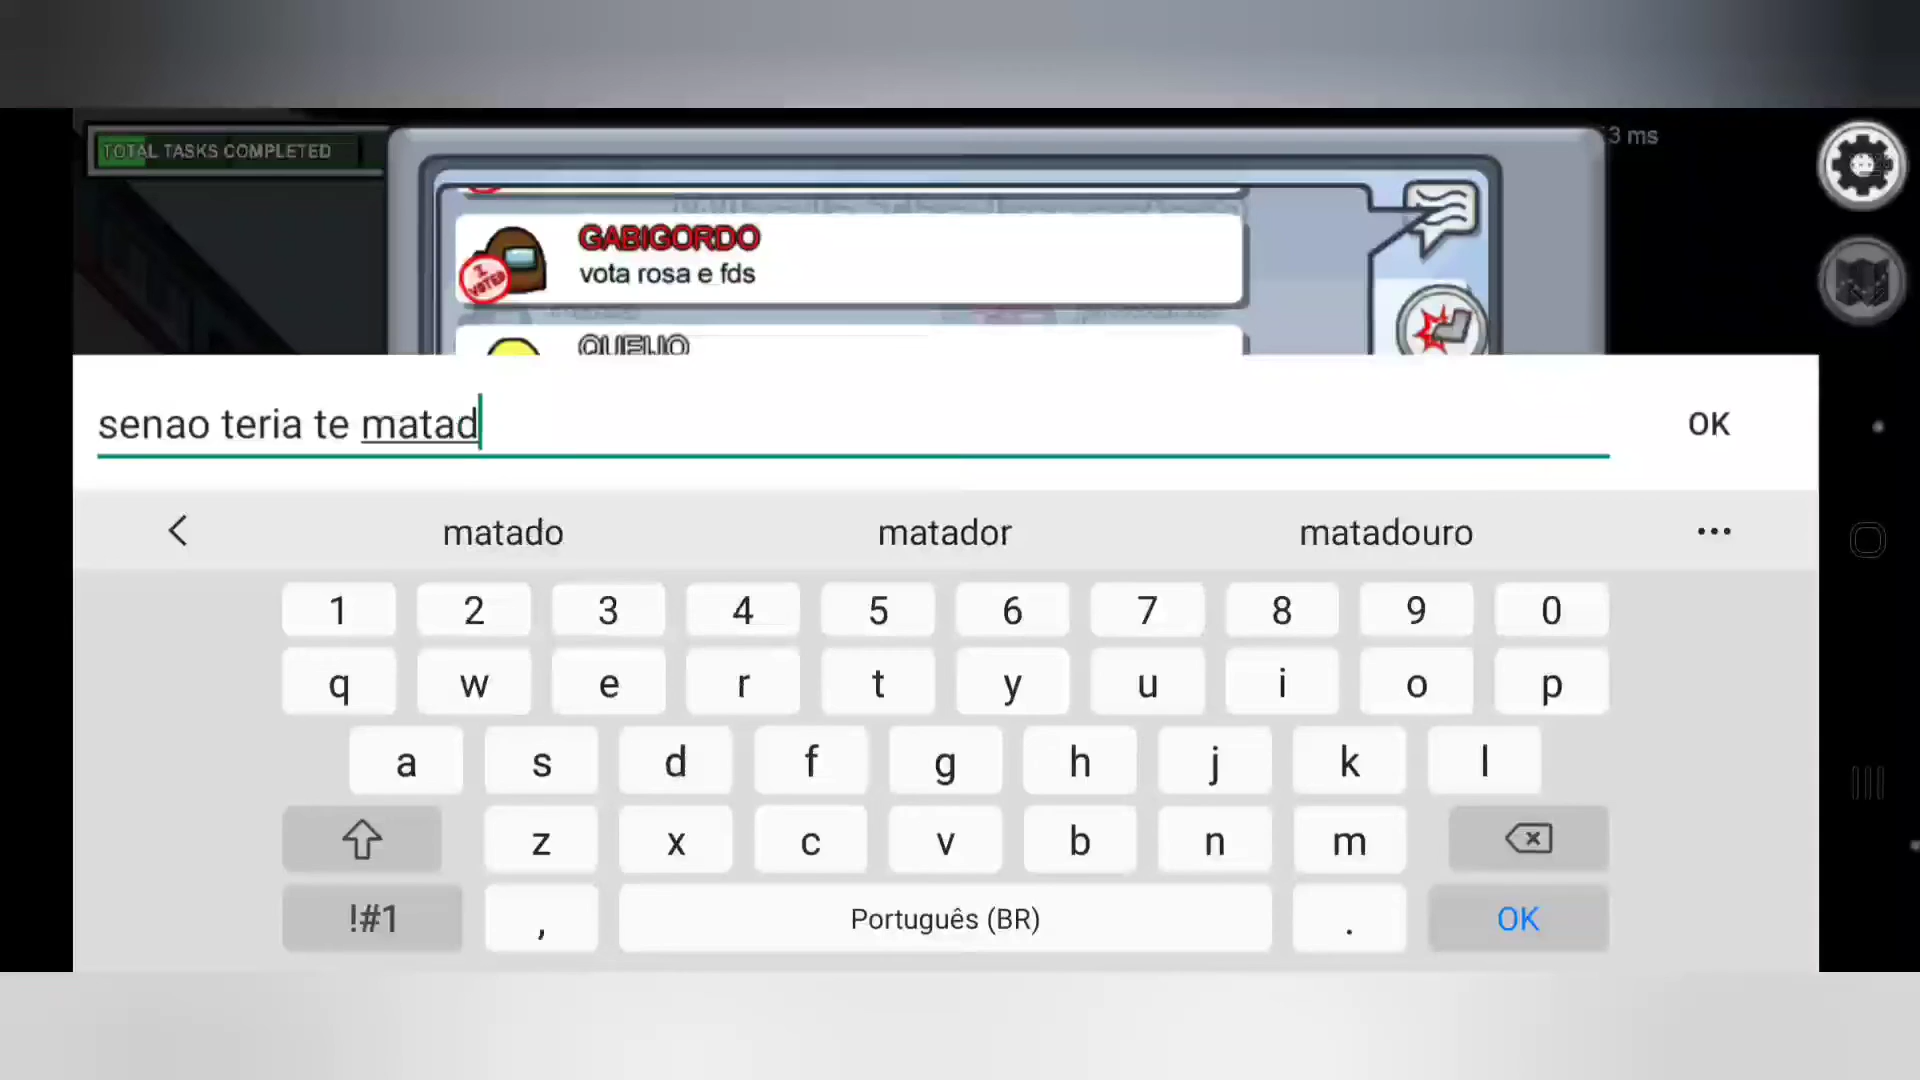 TOTAL TASKS COMPLETED
3 ms
GABIGORDO
I VOTED
vota rosa e fds
QUEIJO
senao teria te matad
OK
matado matador matadouro
1 2 3 4 5 6 7 8 9 0
q w e r t y u i o p
a s d f g h j k l
z x c v b n m
!#1 , Português (BR) . OK